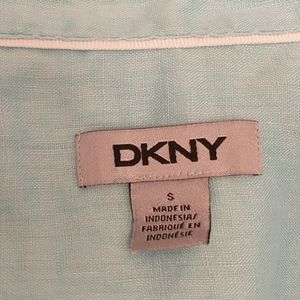 DKNY
S
MADE IN
INDONESIA/
FABRIQUÉ EN
INDONÉSIE